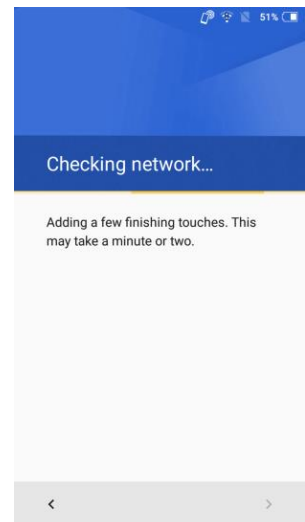 51%
Checking network…
Adding a few finishing touches. This
may take a minute or two.